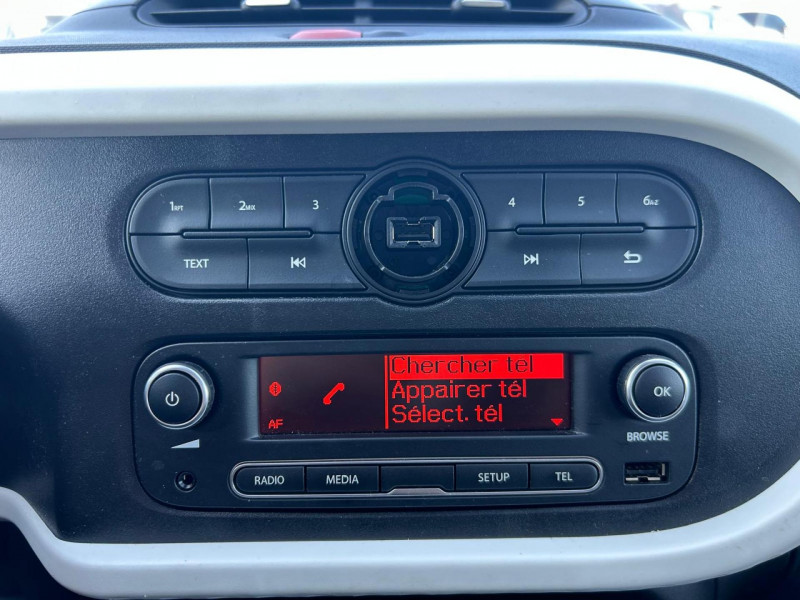 1RPT 2MIX 3 4 5 6A-Z
TEXT
Chercher tel
Appairer tél
Sélect. tél
AF
OK
BROWSE
RADIO MEDIA SETUP TEL